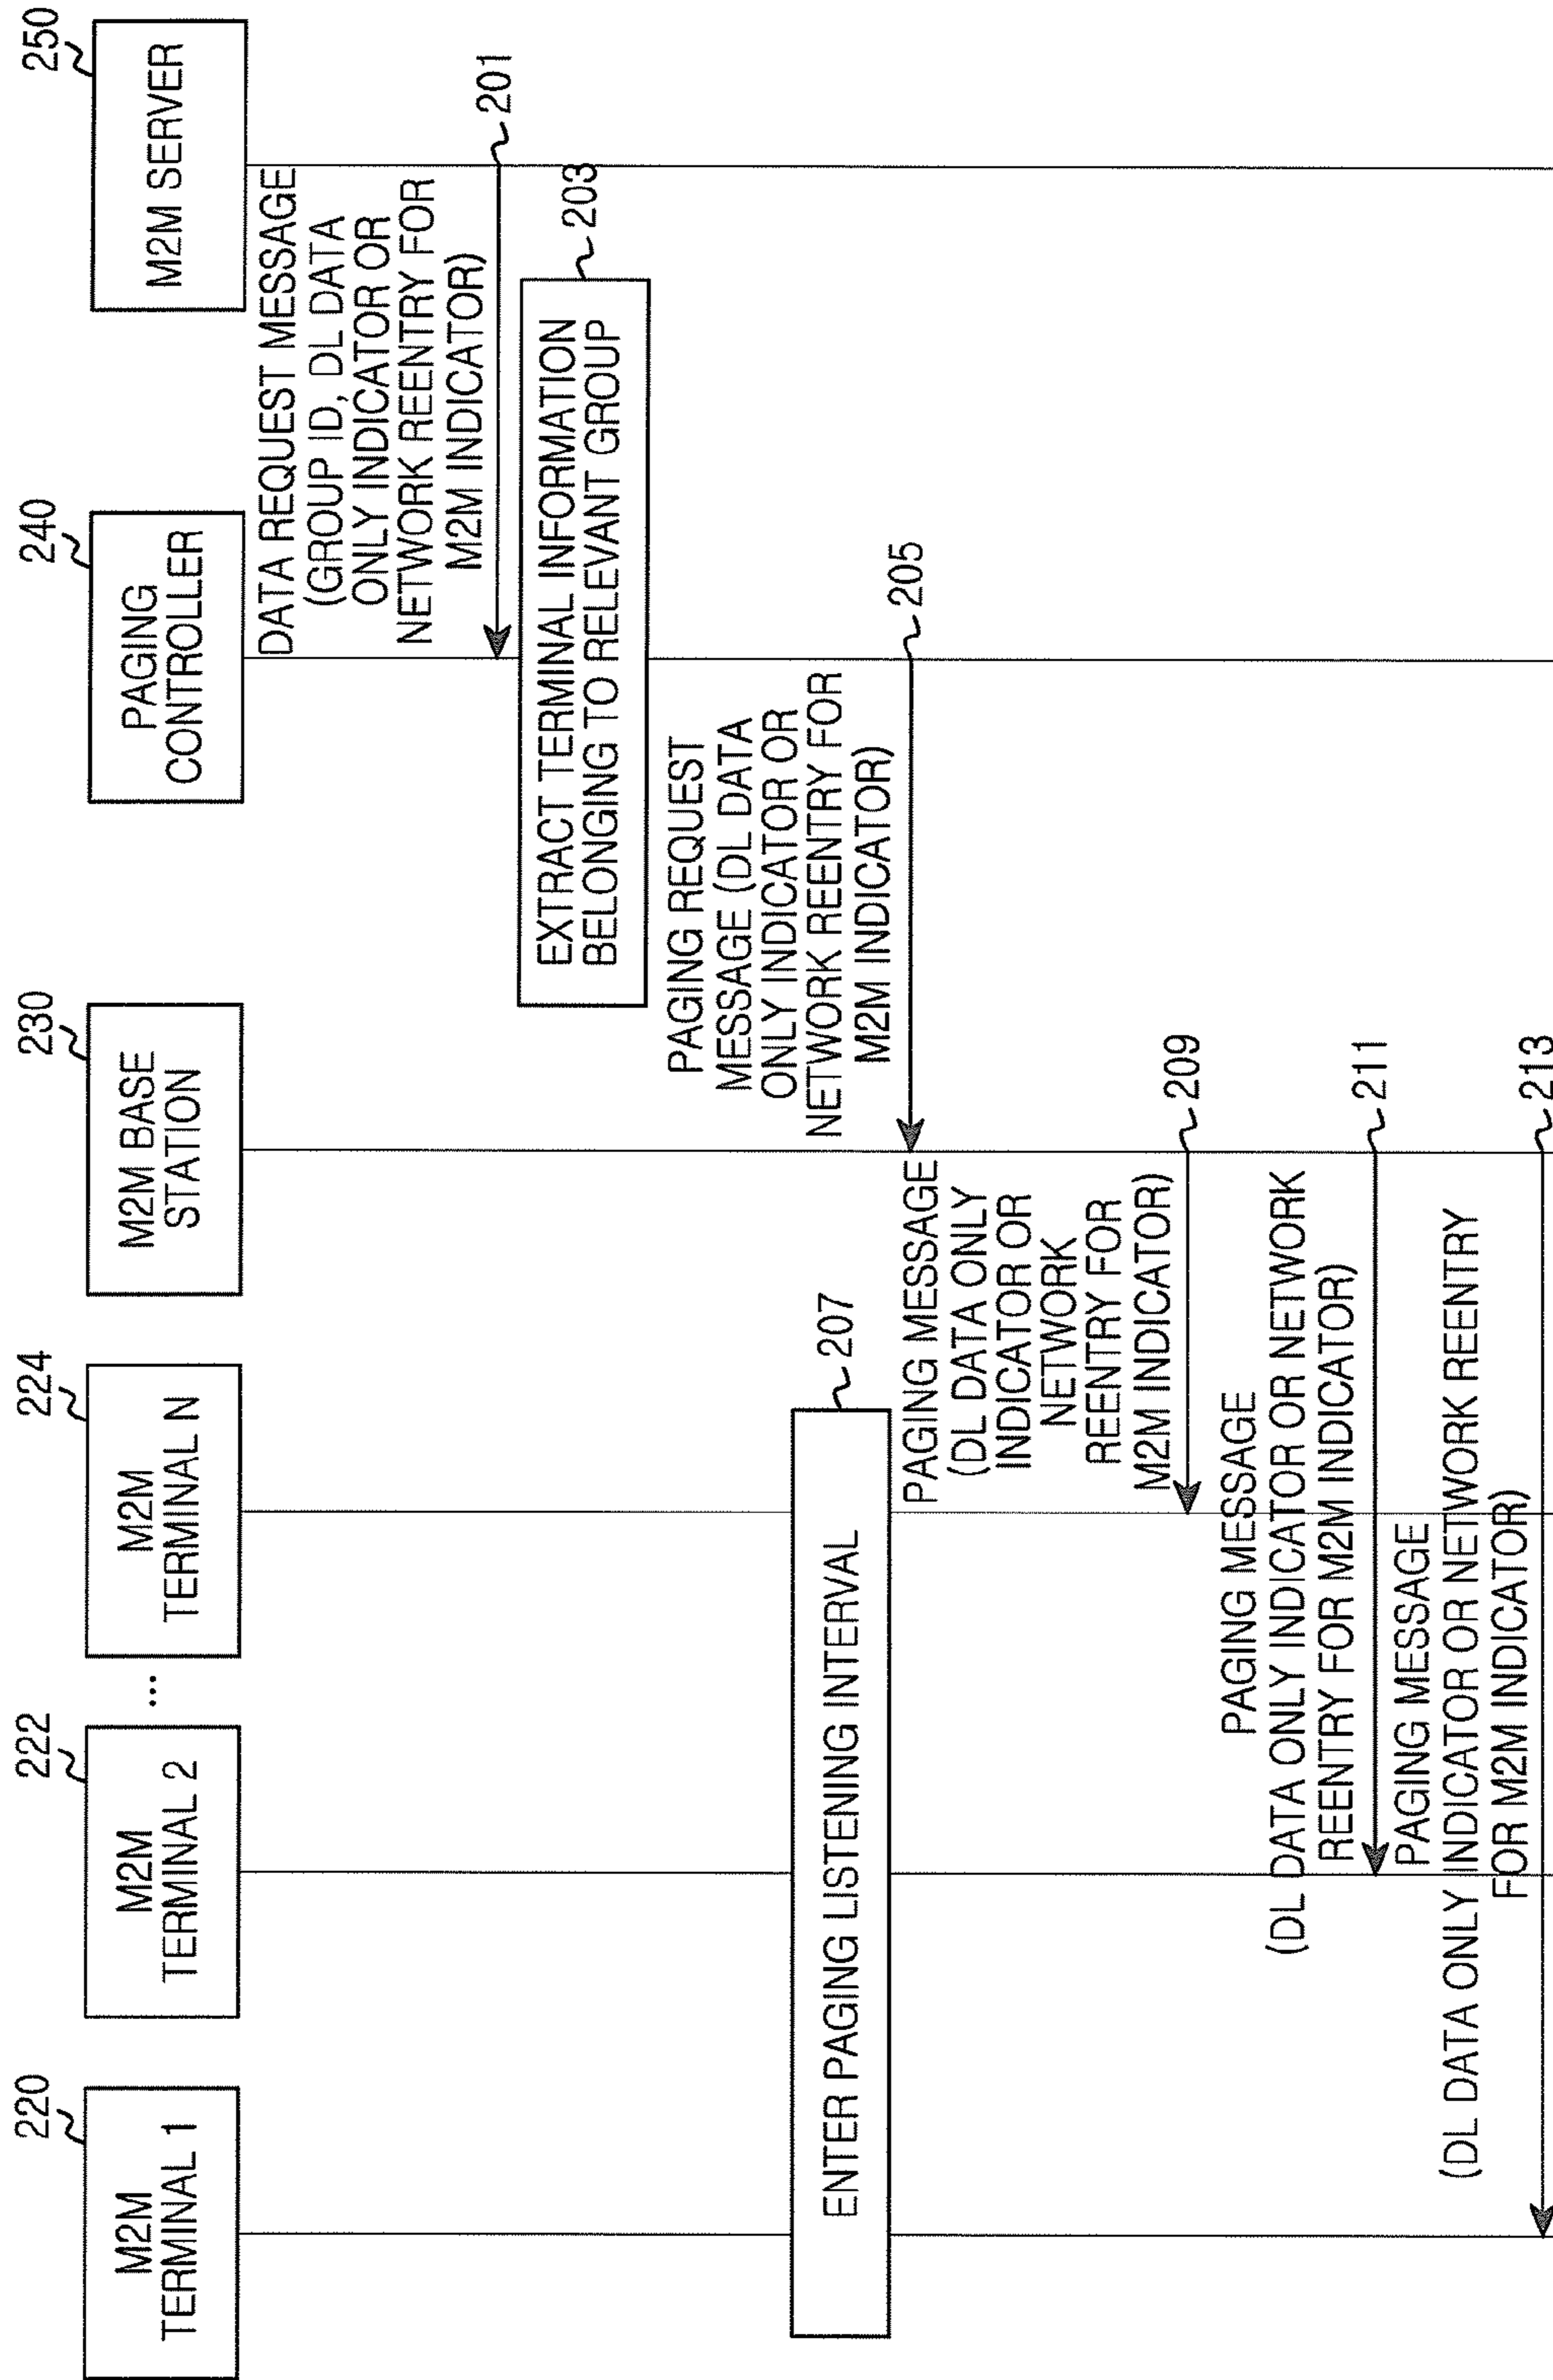 220
M2M
TERMINAL 1
222
M2M
TERMINAL 2
...
224
M2M
TERMINAL N
230
M2M BASE
STATION
240
PAGING
CONTROLLER
250
M2M SERVER
DATA REQUEST MESSAGE
(GROUP ID, DL DATA
ONLY INDICATOR OR
NETWORK REENTRY FOR
M2M INDICATOR)
201
EXTRACT TERMINAL INFORMATION
BELONGING TO RELEVANT GROUP
203
PAGING REQUEST
MESSAGE (DL DATA
ONLY INDICATOR OR
NETWORK REENTRY FOR
M2M INDICATOR)
205
ENTER PAGING LISTENING INTERVAL
207
PAGING MESSAGE
(DL DATA ONLY
INDICATOR OR
NETWORK
REENTRY FOR
M2M INDICATOR)
209
PAGING MESSAGE
(DL DATA ONLY INDICATOR OR NETWORK
REENTRY FOR M2M INDICATOR)
211
PAGING MESSAGE
(DL DATA ONLY INDICATOR OR NETWORK REENTRY
FOR M2M INDICATOR)
213